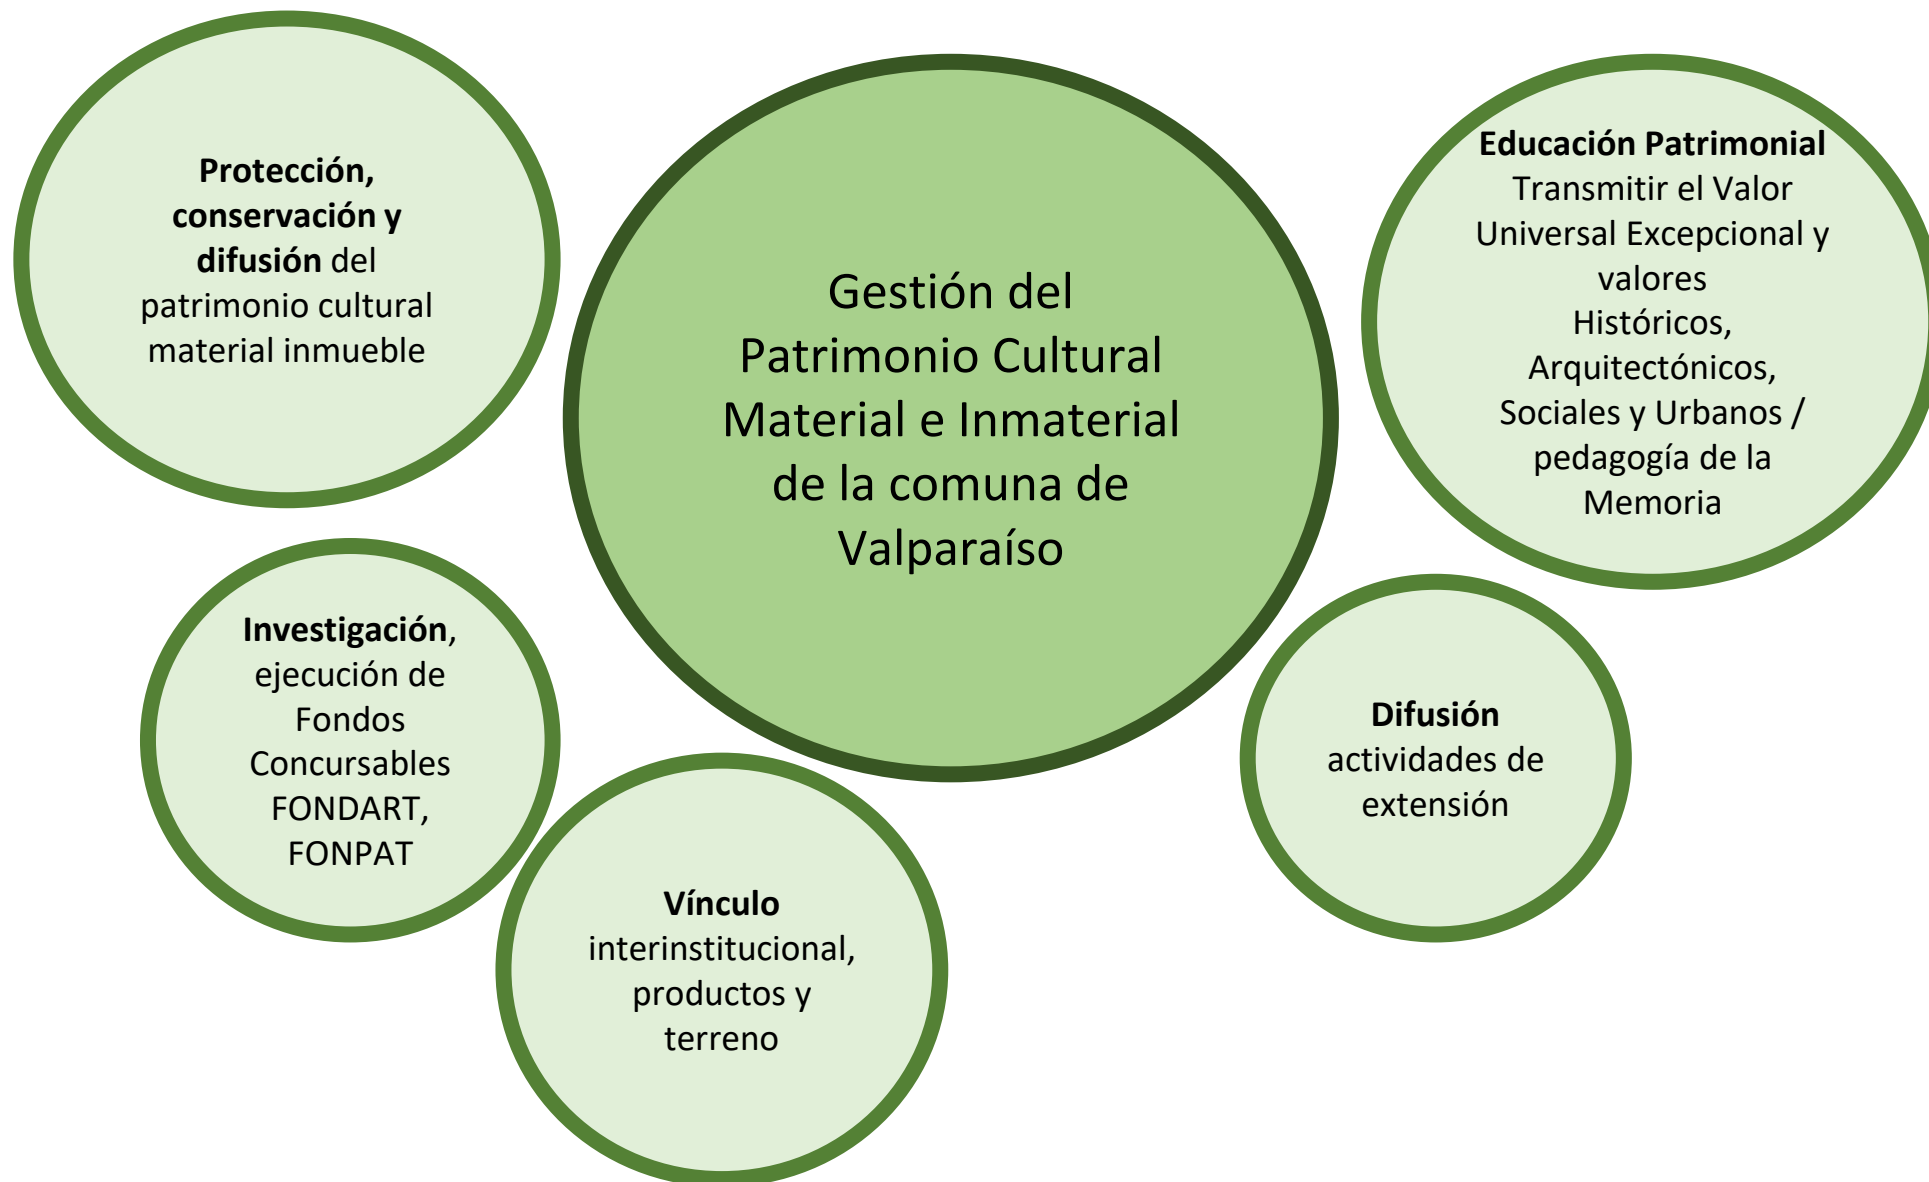 Protección,
conservación y
difusión del
patrimonio cultural
material inmueble
Gestión del
Patrimonio Cultural
Material e Inmaterial
de la comuna de
Valparaíso
Educación Patrimonial
Transmitir el Valor
Universal Excepcional y
valores
Históricos,
Arquitectónicos,
Sociales y Urbanos /
pedagogía de la
Memoria
Investigación,
ejecución de
Fondos
Concursables
FONDART,
FONPAT
Vínculo
interinstitucional,
productos y
terreno
Difusión
actividades de
extensión